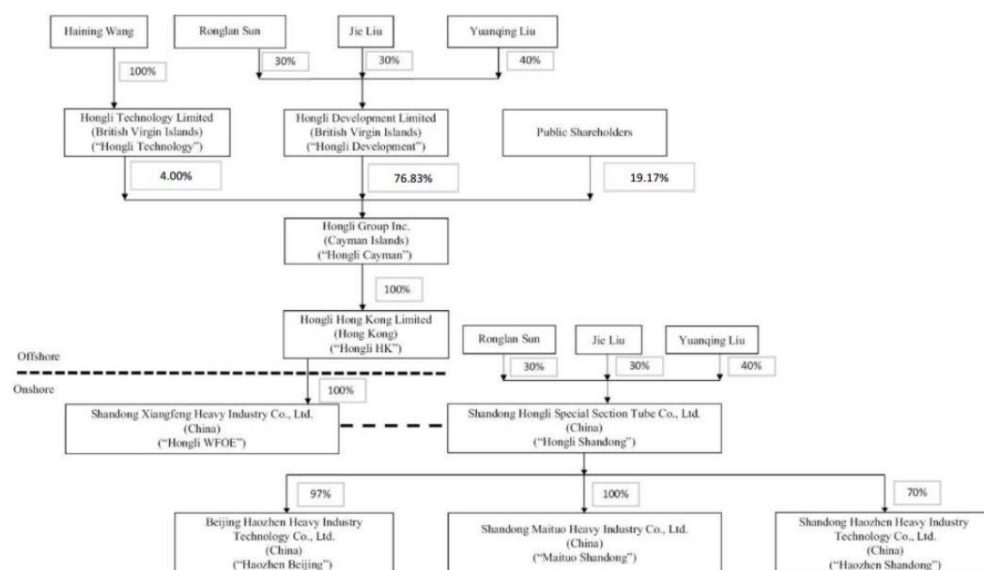 Haining Wang
Ronglan Sun
Jie Liu
Yuanqing Liu
100%
30%
30%
40%
Hongli Technology Limited
(British Virgin Islands)
(“Hongli Technology”)
Hongli Development Limited
(British Virgin Islands)
(“Hongli Development”)
Public Shareholders
4.00%
76.83%
19.17%
Hongli Group Inc.
(Cayman Islands)
(“Hongli Cayman”)
100%
Hongli Hong Kong Limited
(Hong Kong)
(“Hongli HK”)
Ronglan Sun
Jie Liu
Yuanqing Liu
Offshore
30%
30%
40%
Onshore
100%
Shandong Xiangfeng Heavy Industry Co., Ltd.
(China)
(“Hongli WFOE”)
Shandong Hongli Special Section Tube Co., Ltd.
(China)
(“Hongli Shandong”)
97%
100%
70%
Beijing Haozhen Heavy Industry
Technology Co., Ltd.
(China)
(“Haozhen Beijing”)
Shandong Maituo Heavy Industry Co., Ltd.
(China)
(“Maituo Shandong”)
Shandong Haozhen Heavy Industry
Technology Co., Ltd.
(China)
(“Haozhen Shandong”)